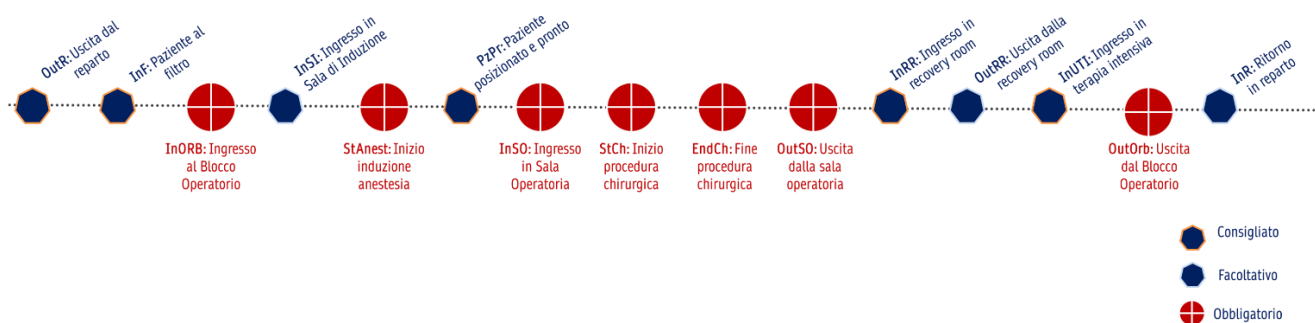 OutR: Uscita dal
reparto
InF: Paziente al
filtro
InORB: Ingresso
al Blocco
Operatorio
InSI: Ingresso in
Sala di Induzione
StAnest: Inizio
induzione
anestesia
PzPr: Paziente
posizionato e pronto
InSO: Ingresso
in Sala
Operatoria
StCh: Inizio
procedura
chirurgica
EndCh: Fine
procedura
chirurgica
OutSO: Uscita
dalla sala
operatoria
InRR: Ingresso in
recovery room
OutRR: Uscita dalla
recovery room
InUTI: Ingresso in
terapia intensiva
OutOrb: Uscita
dal Blocco
Operatorio
InR: Ritorno
in reparto
Consigliato
Facoltativo
Obbligatorio